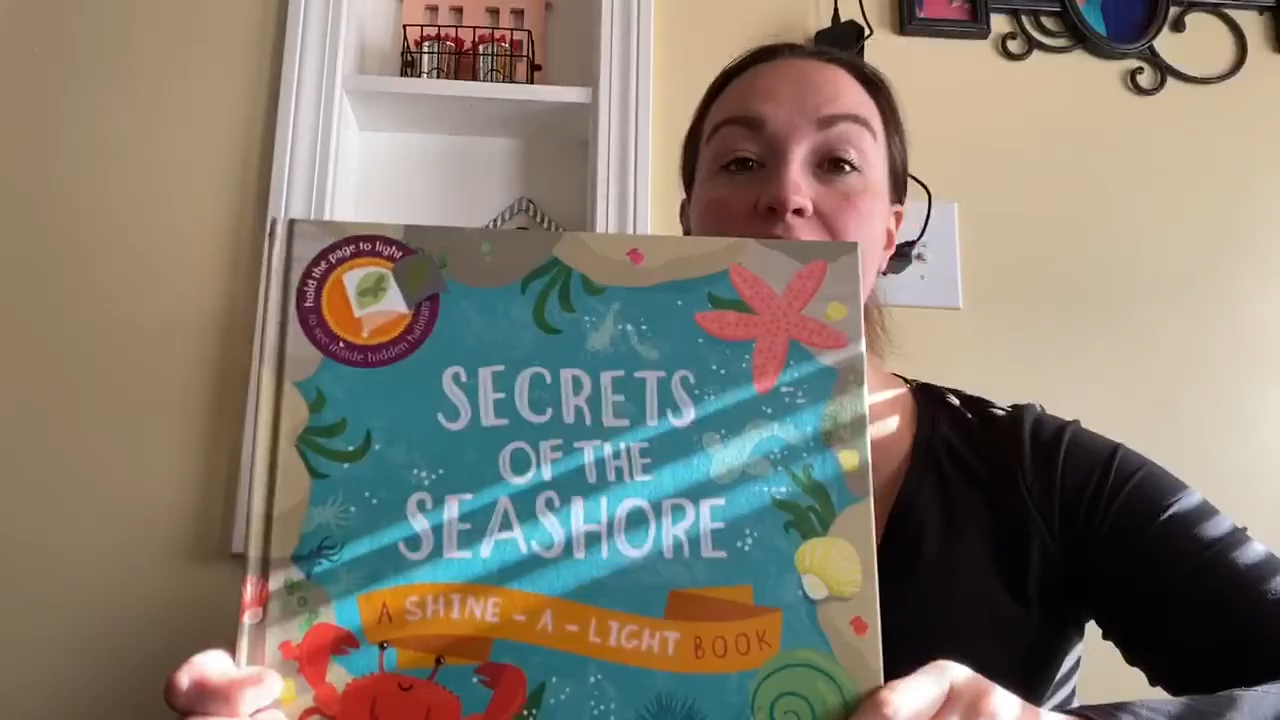 hold the page to light
to see inside hidden habitats
SECRETS
OF THE
SEASHORE
A SHINE-A-LIGHT BOOK